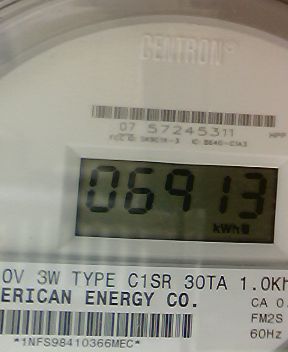 CENTRON®
07 57245311
06913
kWh
0V 3W TYPE C1SR 30TA 1.0Kh
ERICAN ENERGY CO.
CA 0.
FM2S
60Hz
*1NFS98410366MEC*